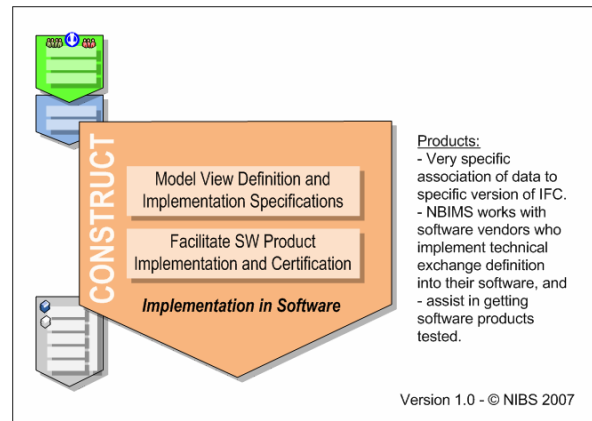 CONSTRUCT
Model View Definition and
Implementation Specifications
Facilitate SW Product
Implementation and Certification
Implementation in Software
Products:
- Very specific
association of data to
specific version of IFC.
- NBIMS works with
software vendors who
implement technical
exchange definition
into their software, and
- assist in getting
software products
tested.
Version 1.0 - © NIBS 2007